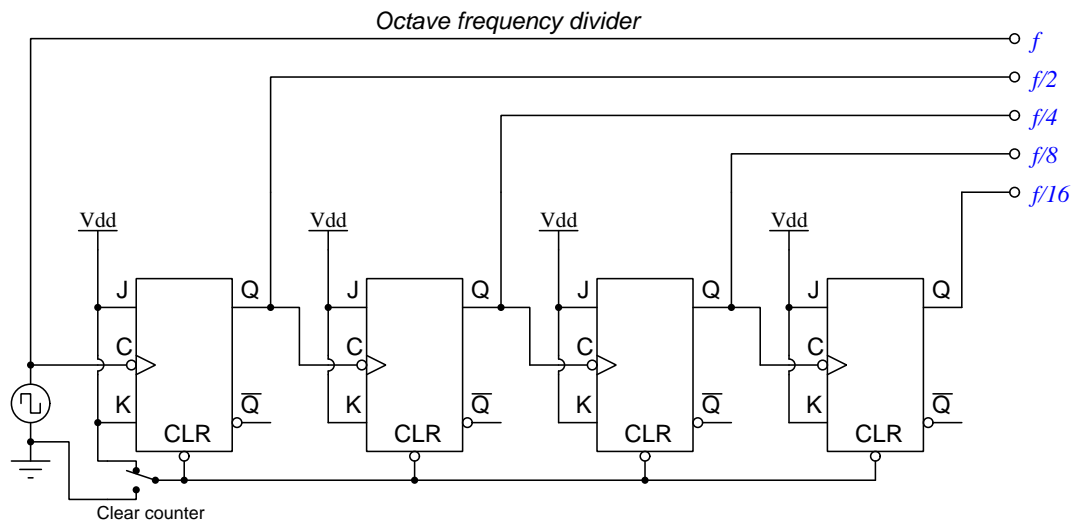 Octave frequency divider
f
f/2
f/4
f/8
f/16
Vdd Vdd Vdd Vdd
J Q J Q J Q J Q
C C C C
K Q̅ K Q̅ K Q̅ K Q̅
CLR CLR CLR CLR
Clear counter